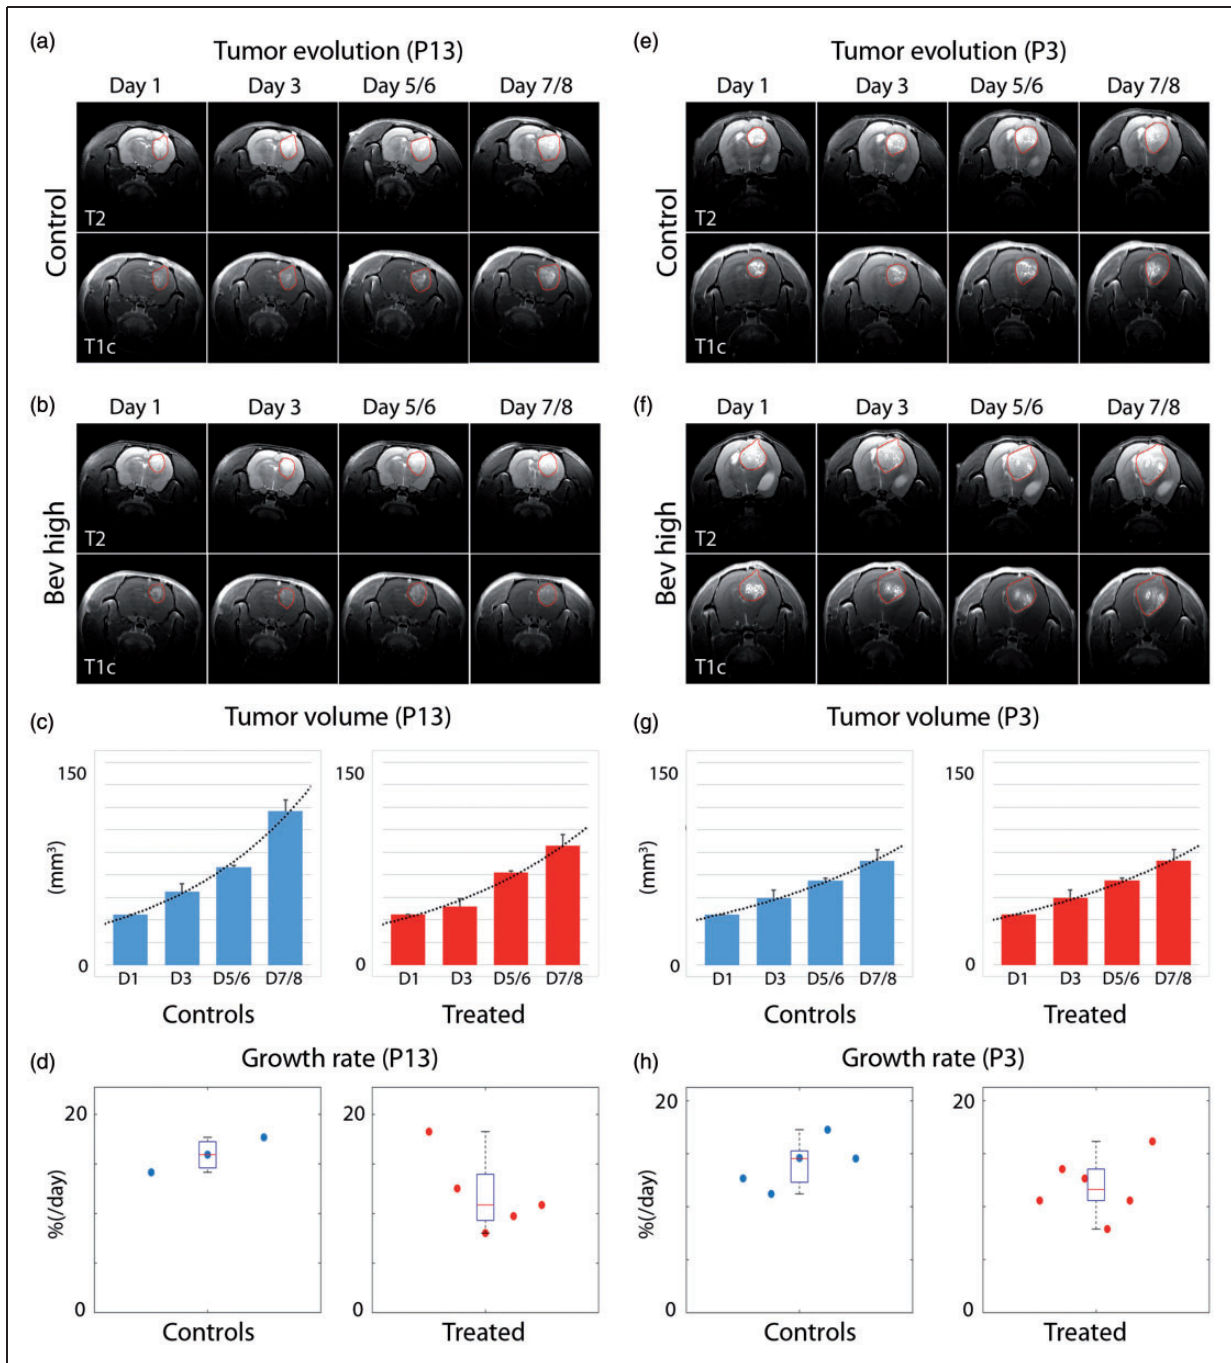 (a)
Tumor evolution (P13)
Day 1 Day 3 Day 5/6 Day 7/8
Control
T2
T1c
(b)
Day 1 Day 3 Day 5/6 Day 7/8
Bev high
T2
T1c
(c)
Tumor volume (P13)
150
(mm³)
0
D1 D3 D5/6 D7/8
Controls
150
0
D1 D3 D5/6 D7/8
Treated
(d)
Growth rate (P13)
20
%(/day)
0
Controls
20
0
Treated
(e)
Tumor evolution (P3)
Day 1 Day 3 Day 5/6 Day 7/8
Control
T2
T1c
(f)
Day 1 Day 3 Day 5/6 Day 7/8
Bev high
T2
T1c
(g)
Tumor volume (P3)
150
(mm³)
0
D1 D3 D5/6 D7/8
Controls
150
0
D1 D3 D5/6 D7/8
Treated
(h)
Growth rate (P3)
20
%(/day)
0
Controls
20
0
Treated